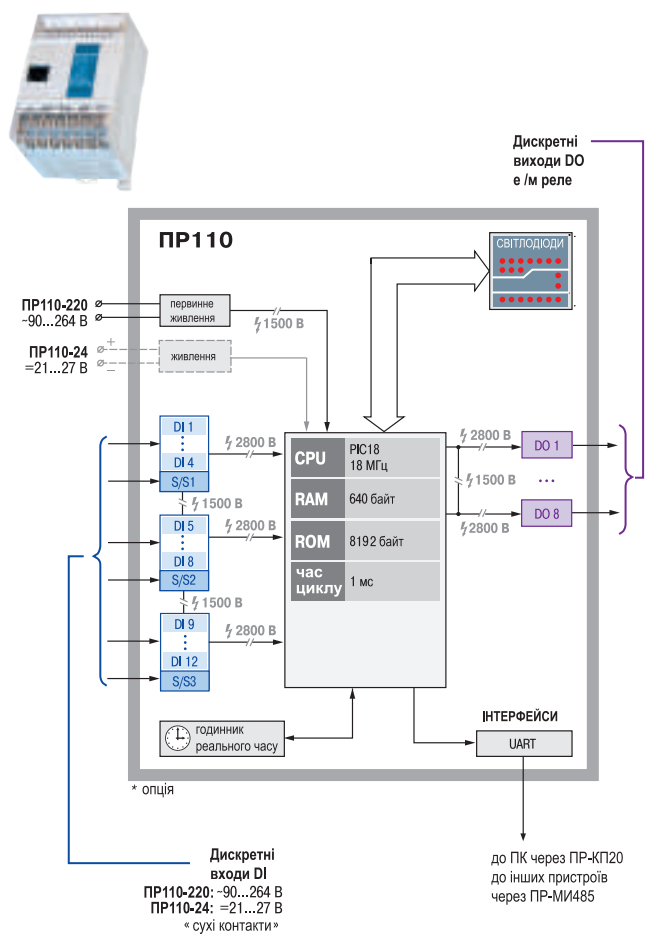 Дискретні
виходи DO
е /м реле
ПР110
СВІТЛОДІОДИ
ПР110-220
~90...264 В
первинне
живлення
1500 В
ПР110-24
=21...27 В
+
–
живлення
DI 1
DI 4
S/S1
2800 В
1500 В
DI 5
DI 8
S/S2
2800 В
1500 В
DI 9
DI 12
S/S3
2800 В
CPU
PIC18
18 МГц
RAM
640 байт
ROM
8192 байт
час
циклу
1 мс
2800 В
DO 1
1500 В
...
2800 В
DO 8
годинник
реального часу
ІНТЕРФЕЙСИ
UART
* опція
Дискретні
входи DI
ПР110-220: ~90...264 В
ПР110-24: =21...27 В
« сухі контакти»
до ПК через ПР-КП20
до інших пристроїв
через ПР-МИ485